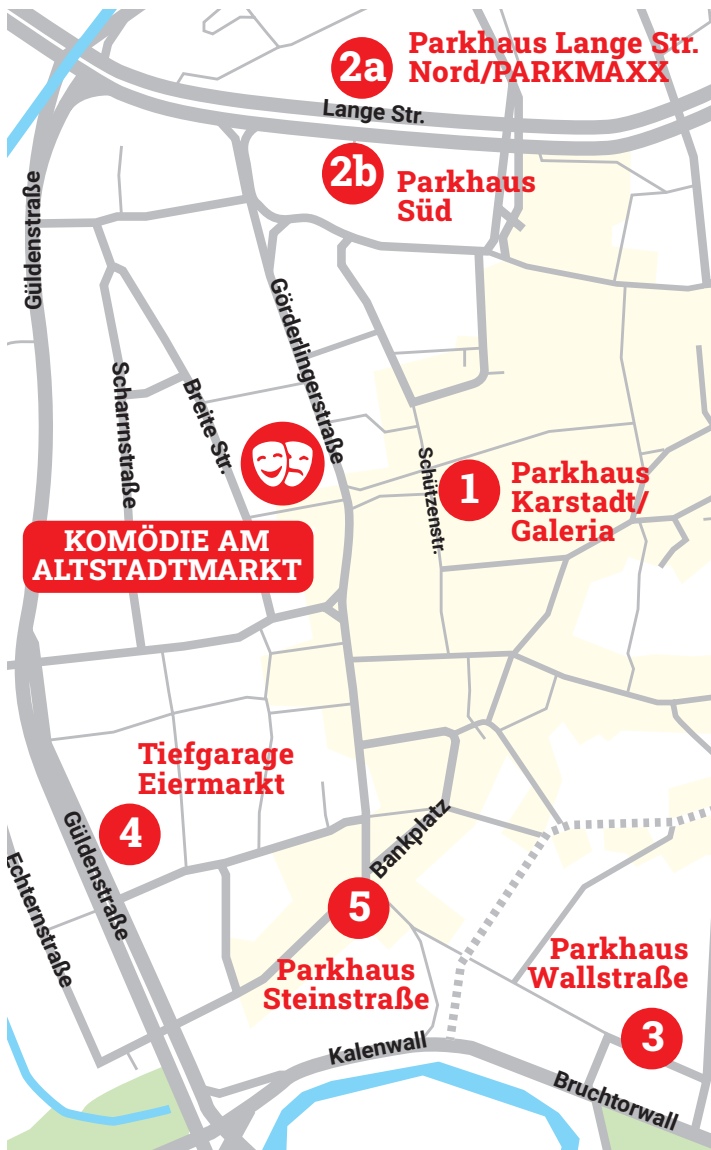 2a
Parkhaus Lange Str.
Nord/PARKMAXX
Lange Str.
2b
Parkhaus
Süd
Güldenstraße
Görderlingerstraße
Scharrnstraße
Breite Str.
Schützenstr.
1
Parkhaus
Karstadt/
Galeria
KOMÖDIE AM
ALTSTADTMARKT
Tiefgarage
Eiermarkt
4
Güldenstraße
Echternstraße
Bankplatz
5
Parkhaus
Steinstraße
Parkhaus
Wallstraße
3
Kalenwall
Bruchtorwall